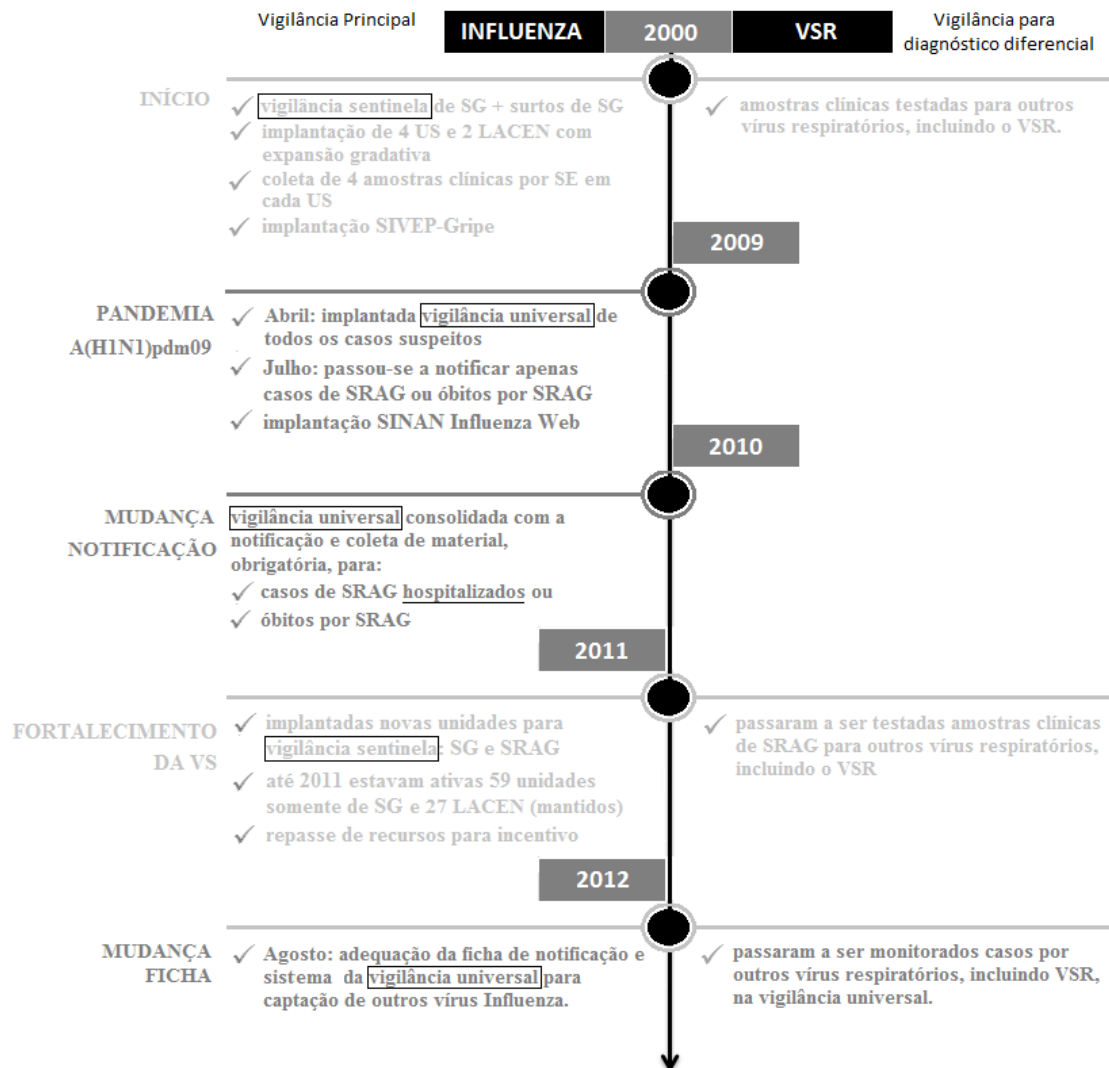 Vigilância Principal
INFLUENZA
2000
VSR
Vigilância para
diagnóstico diferencial
INÍCIO
vigilância sentinela de SG + surtos de SG
implantação de 4 US e 2 LACEN com
expansão gradativa
coleta de 4 amostras clínicas por SE em
cada US
implantação SIVEP-Gripe
amostras clínicas testadas para outros
vírus respiratórios, incluindo o VSR.
2009
PANDEMIA
A(H1N1)pdm09
Abril: implantada vigilância universal de
todos os casos suspeitos
Julho: passou-se a notificar apenas
casos de SRAG ou óbitos por SRAG
implantação SINAN Influenza Web
2010
MUDANÇA
NOTIFICAÇÃO
vigilância universal consolidada com a
notificação e coleta de material,
obrigatória, para:
casos de SRAG hospitalizados ou
óbitos por SRAG
2011
FORTALECIMENTO
DA VS
implantadas novas unidades para
vigilância sentinela: SG e SRAG
até 2011 estavam ativas 59 unidades
somente de SG e 27 LACEN (mantidos)
repasse de recursos para incentivo
passaram a ser testadas amostras clínicas
de SRAG para outros vírus respiratórios,
incluindo o VSR
2012
MUDANÇA
FICHA
Agosto: adequação da ficha de notificação e
sistema da vigilância universal para
captação de outros vírus Influenza.
passaram a ser monitorados casos por
outros vírus respiratórios, incluindo VSR,
na vigilância universal.